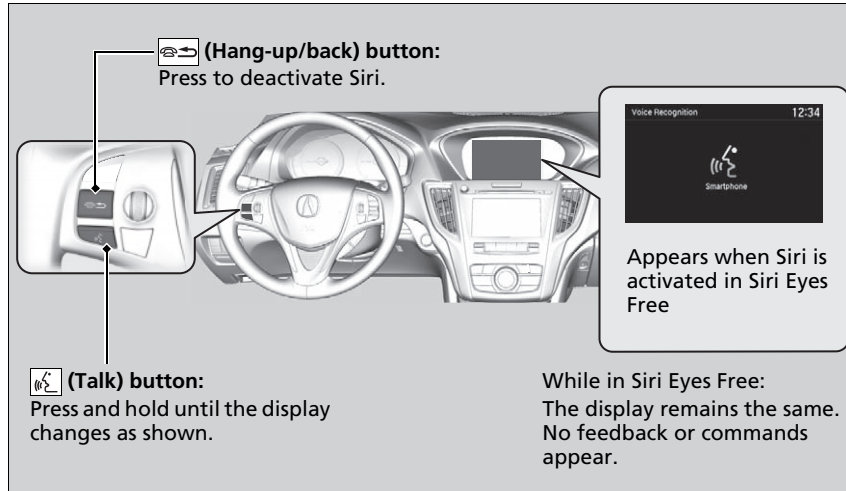 (Hang-up/back) button:
Press to deactivate Siri.
Voice Recognition 12:34
Smartphone
Appears when Siri is
activated in Siri Eyes
Free
(Talk) button:
Press and hold until the display
changes as shown.
While in Siri Eyes Free:
The display remains the same.
No feedback or commands
appear.